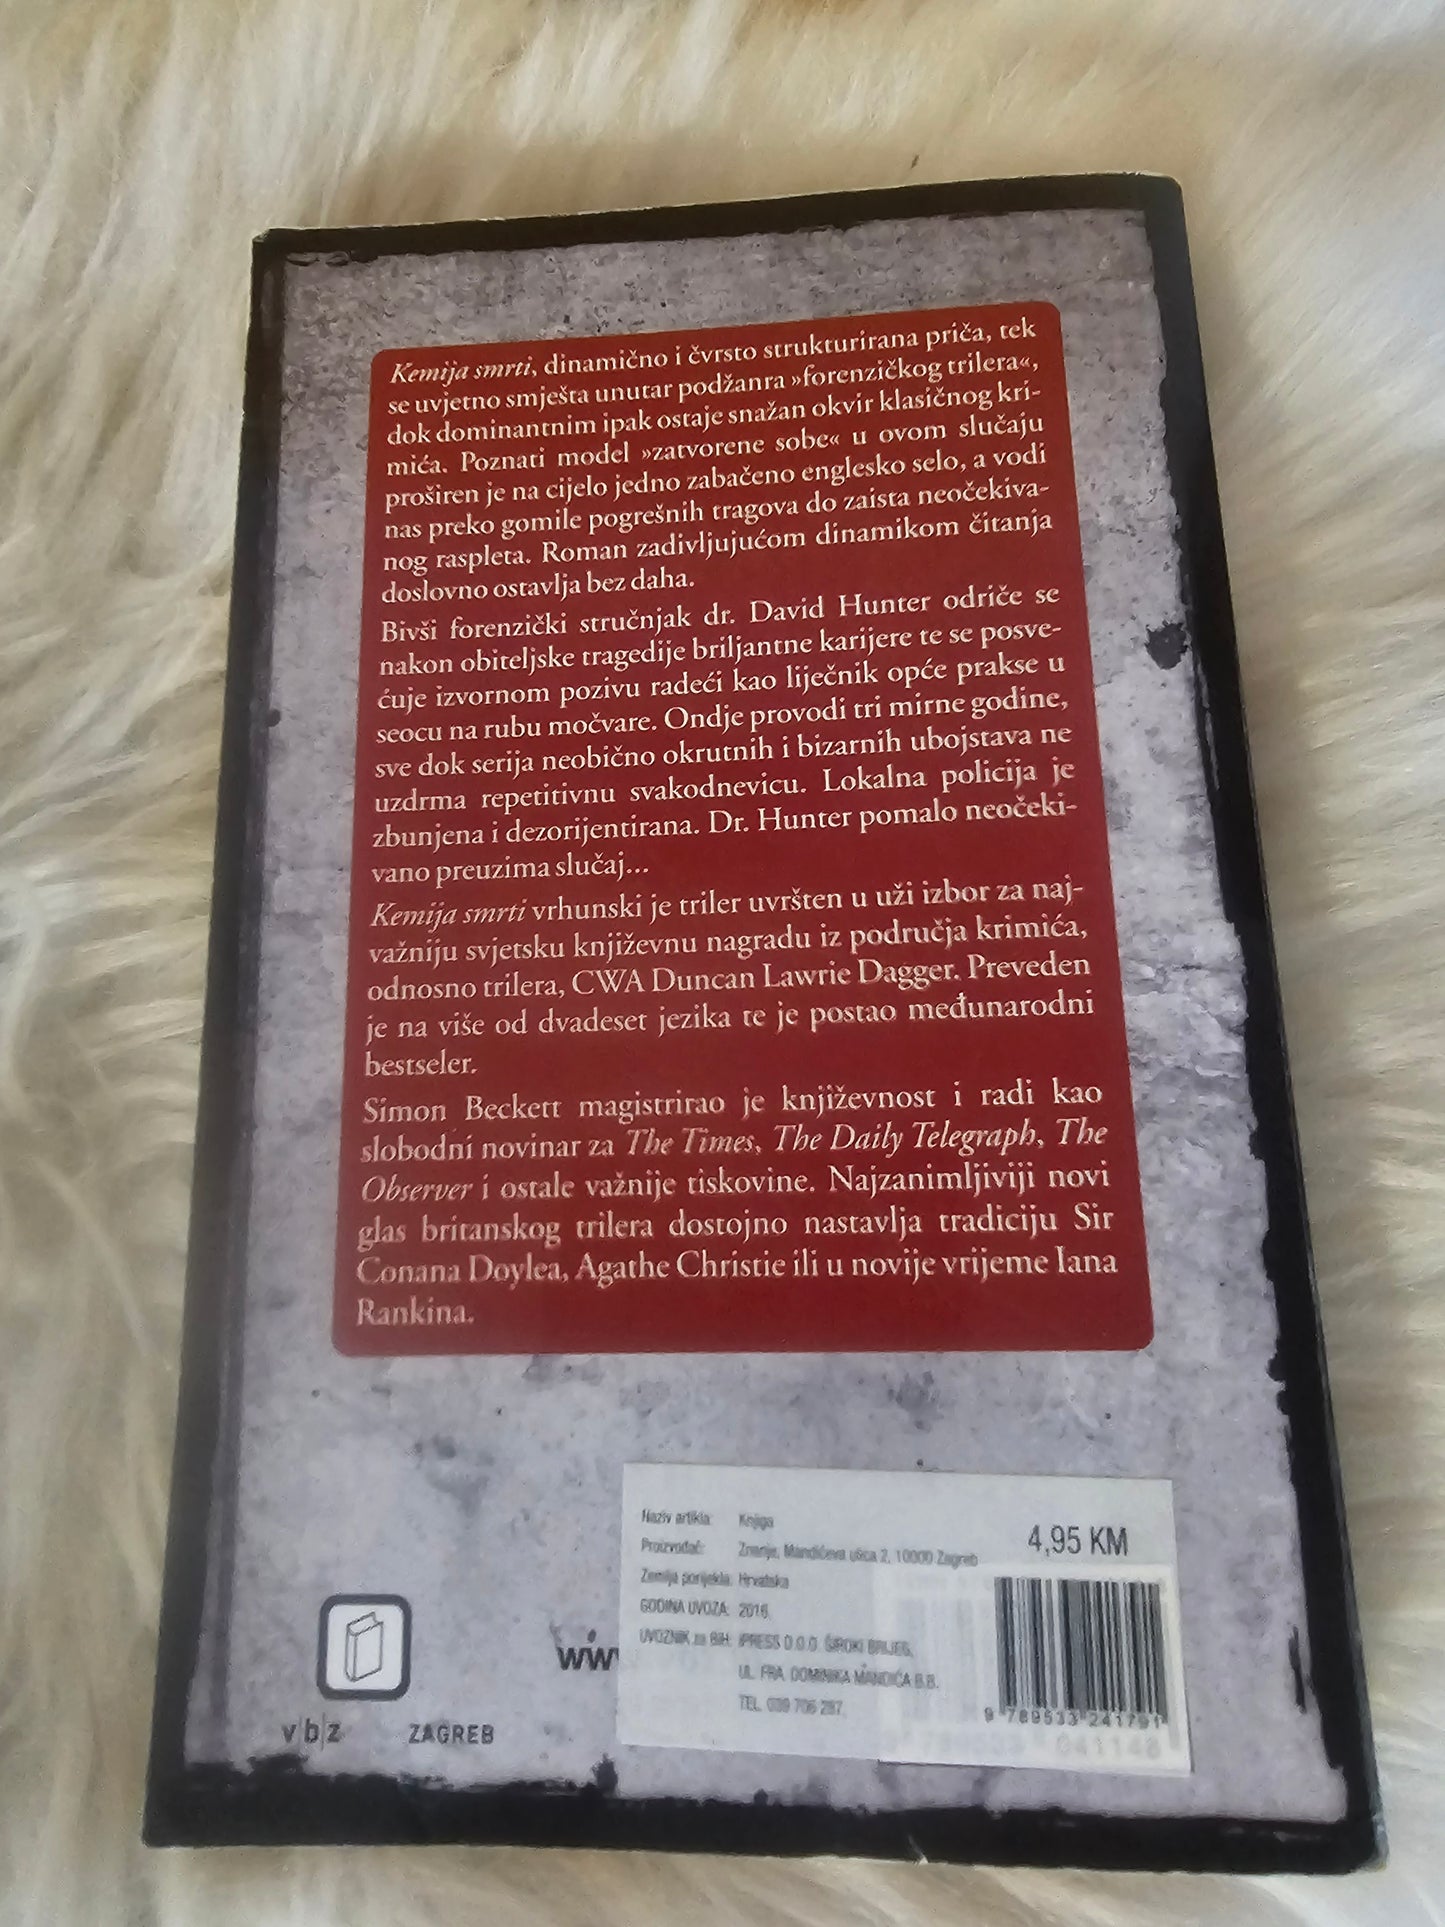 Kemija smrti, dinamično i čvrsto strukturirana priča, tek
se uvjetno smješta unutar podžanra »forenzičkog trilera«,
dok dominantnim ipak ostaje snažan okvir klasičnog kri-
mića. Poznati model »zatvorene sobe« u ovom slučaju
proširen je na cijelo jedno zabačeno englesko selo, a vodi
nas preko gomile pogrešnih tragova do zaista neočekiva-
nog raspleta. Roman zadivljujućom dinamikom čitanja
doslovno ostavlja bez daha.
Bivši forenzički stručnjak dr. David Hunter odriče se
nakon obiteljske tragedije briljantne karijere te se posve-
ćuje izvornom pozivu radeći kao liječnik opće prakse u
seocu na rubu močvare. Ondje provodi tri mirne godine,
sve dok serija neobično okrutnih i bizarnih ubojstava ne
uzdrma repetitivnu svakodnevicu. Lokalna policija je
zbunjena i dezorijentirana. Dr. Hunter pomalo neočeki-
vano preuzima slučaj...
Kemija smrti vrhunski je triler uvršten u uži izbor za naj-
važniju svjetsku književnu nagradu iz područja krimića,
odnosno trilera, CWA Duncan Lawrie Dagger. Preveden
je na više od dvadeset jezika te je postao međunarodni
bestseler.
Simon Beckett magistrirao je književnost i radi kao
slobodni novinar za The Times, The Daily Telegraph, The
Observer i ostale važnije tiskovine. Najzanimljiviji novi
glas britanskog trilera dostojno nastavlja tradiciju Sir
Conana Doylea, Agathe Christie ili u novije vrijeme Iana
Rankina.
Naziv artikla: Knjiga
4,95 KM
Proizvođač: Znanje, Mandićeva ulica 2, 10000 Zagreb
Zemlja porijekla: Hrvatska
GODINA UVOZA: 2016.
UVOZNIK za BiH: IPRESS D.O.O. ŠIROKI BRIJEG,
UL. FRA. DOMINIKA MANDIĆA B.B.
TEL. 039 706 287
9 789533 241791
www
v|b|z ZAGREB